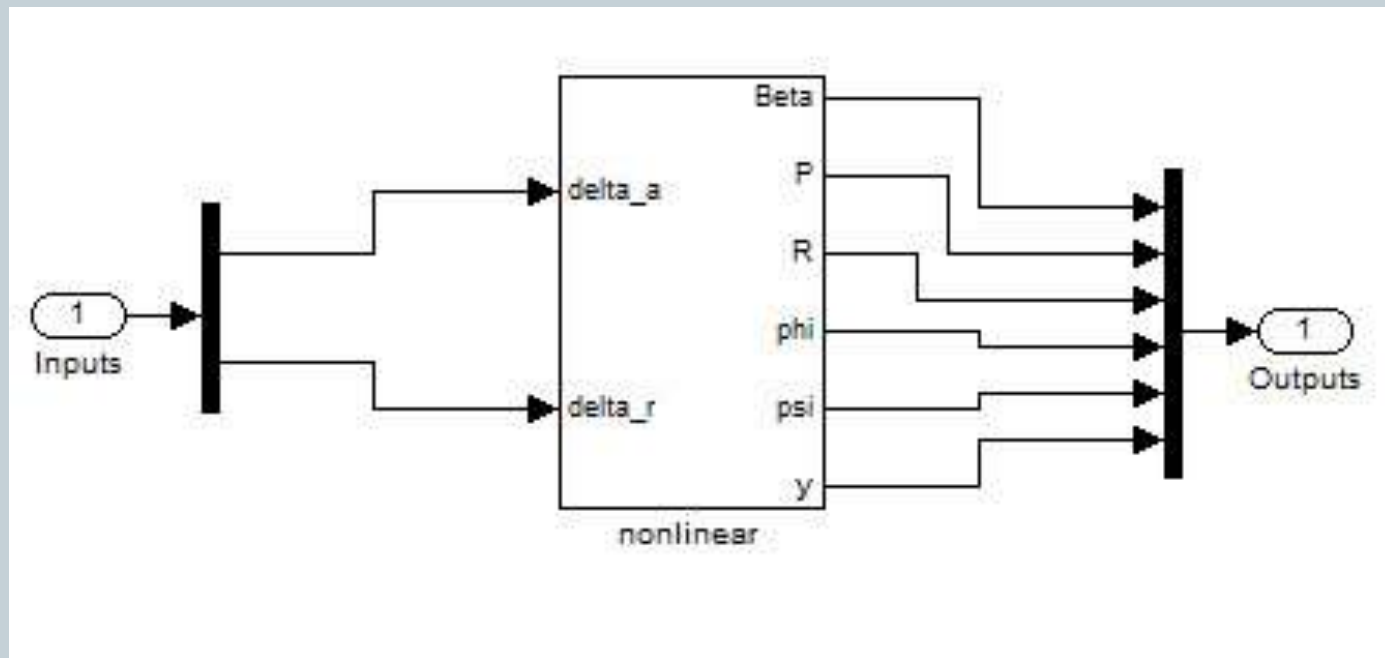 1
Inputs
delta_a
delta_r
Beta
P
R
phi
psi
y
nonlinear
1
Outputs